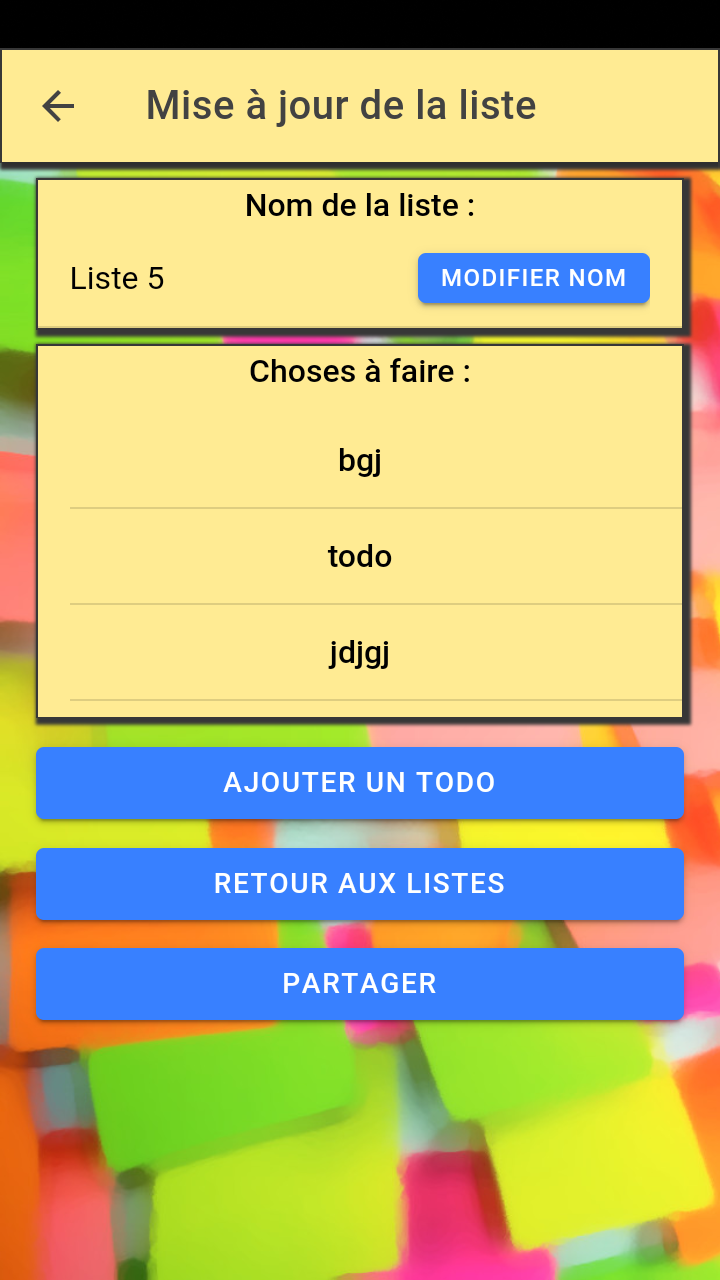 Mise à jour de la liste
Nom de la liste :
Liste 5
MODIFIER NOM
Choses à faire :
bgj
todo
jdjgj
AJOUTER UN TODO
RETOUR AUX LISTES
PARTAGER